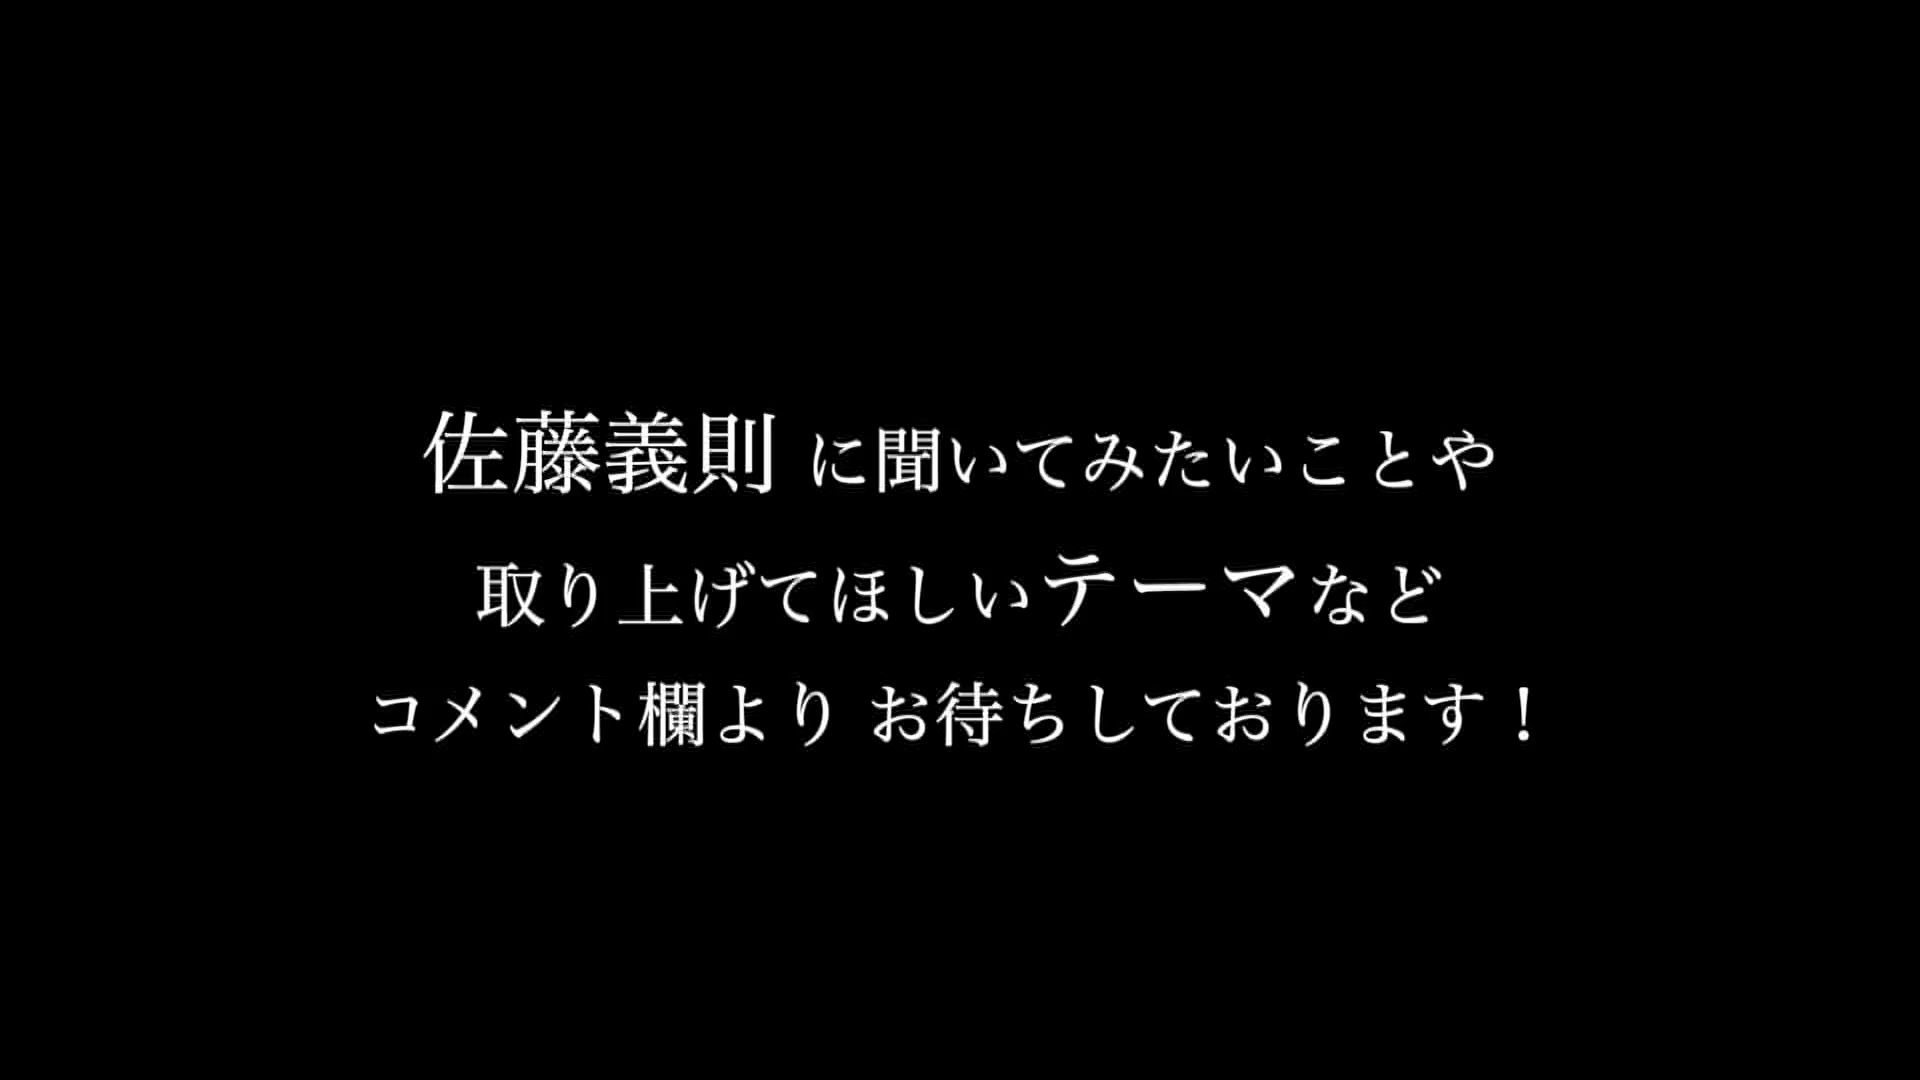 佐藤義則 に聞いてみたいことや
取り上げてほしいテーマなど
コメント欄より お待ちしております！